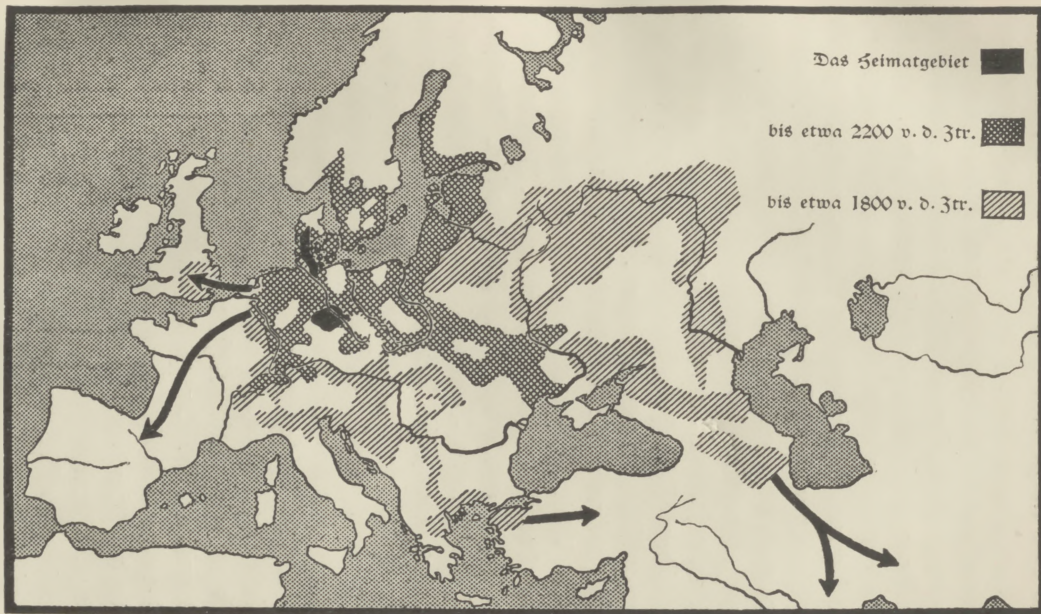 Das Heimatgebiet
bis etwa 2200 v. d. Ztr.
bis etwa 1800 v. d. Ztr.